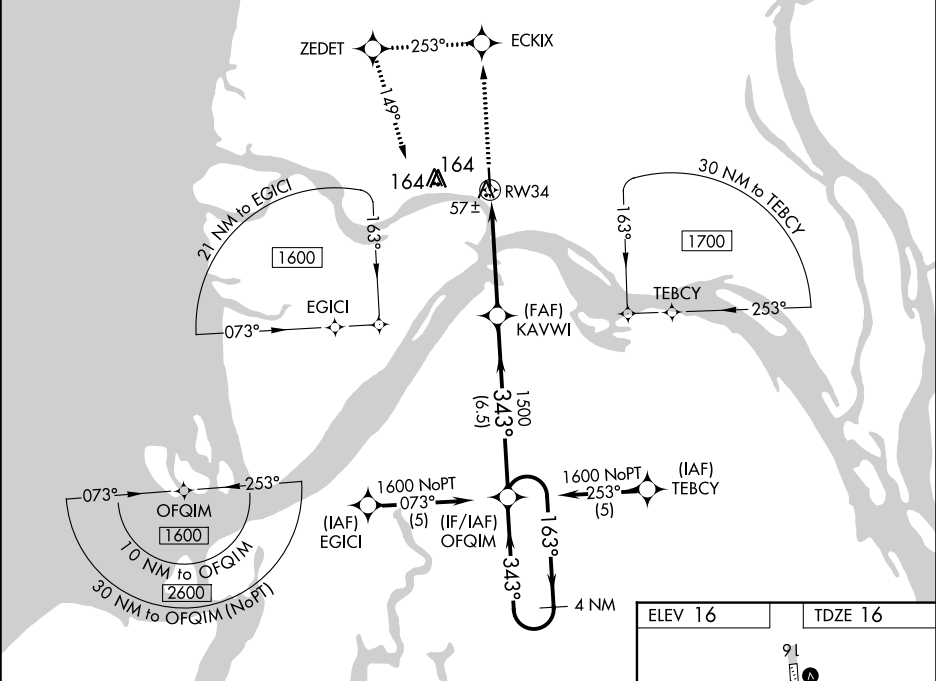 ZEDET
253°
ECKIX
149°
164
164
57±
RW34
21 NM to EGICI
1600
163°
EGICI
073°
30 NM to TEBCY
1700
163°
TEBCY
253°
(FAF)
KAVWI
1500
343°
(6.5)
073°
253°
OFQIM
1600
10 NM to OFQIM
2600
30 NM to OFQIM (NoPT)
1600 NoPT
073°
(5)
(IAF)
EGICI
(IF/IAF)
OFQIM
1600 NoPT
253°
(5)
(IAF)
TEBCY
163°
343°
4 NM
ELEV 16
TDZE 16
16
V